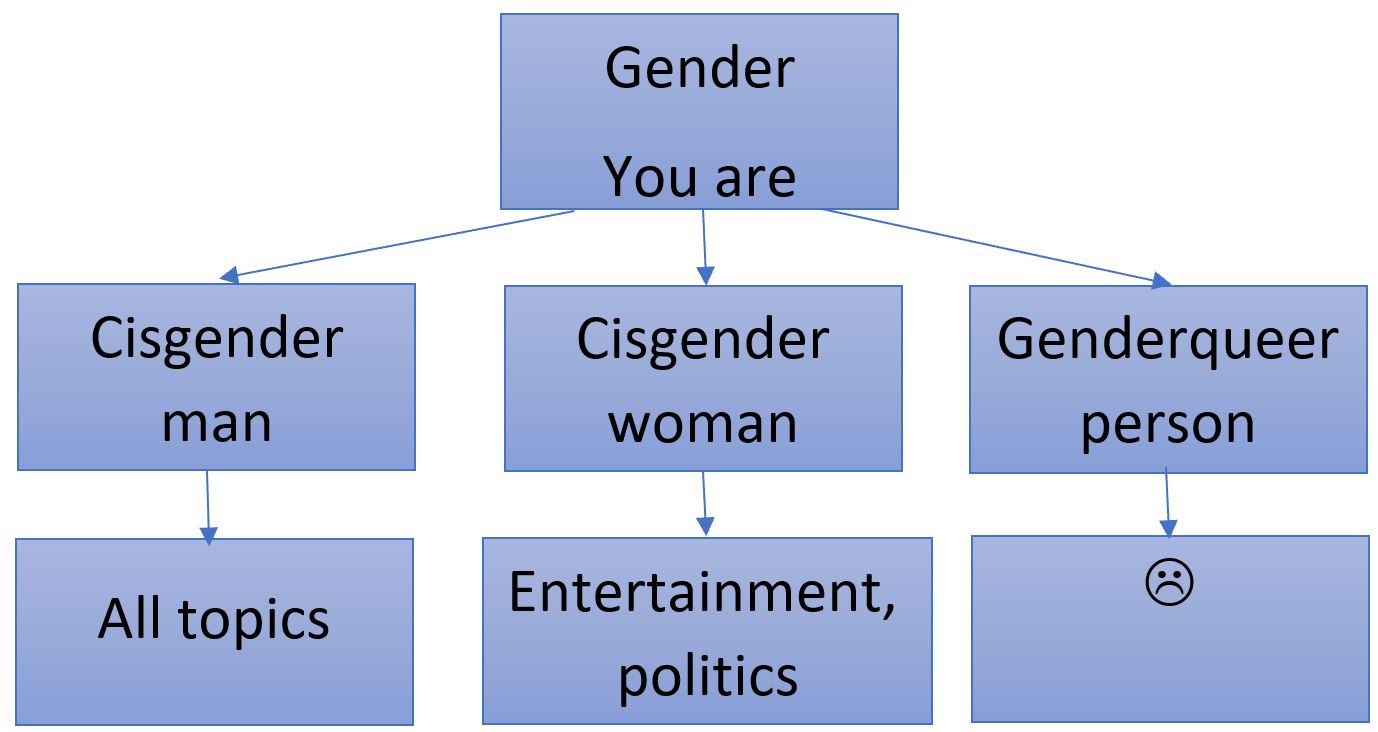 Gender
You are
Cisgender
man
Cisgender
woman
Genderqueer
person
All topics
Entertainment,
politics
☹